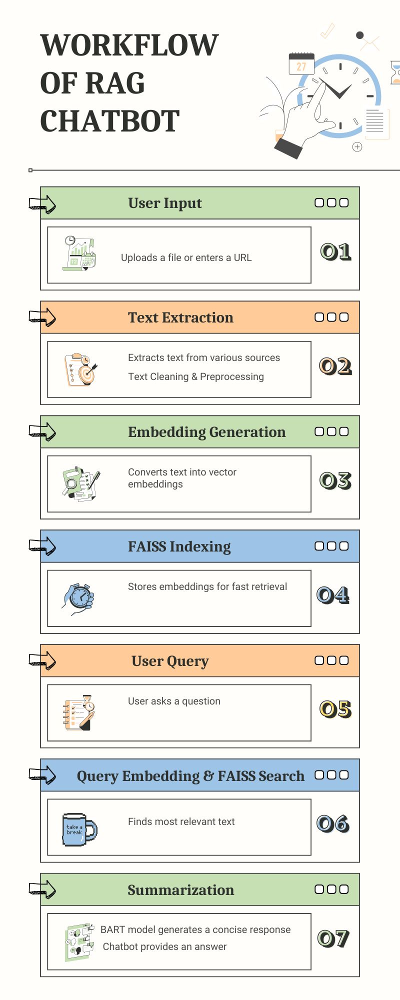 WORKFLOW
OF RAG
CHATBOT
27
User Input
12
Uploads a file or enters a URL
01
Text Extraction
Extracts text from various sources
Text Cleaning & Preprocessing
02
Embedding Generation
Converts text into vector
embeddings
03
FAISS Indexing
Stores embeddings for fast retrieval
04
User Query
User asks a question
05
Query Embedding & FAISS Search
take a
break
Finds most relevant text
06
Summarization
BART model generates a concise response
Chatbot provides an answer
07